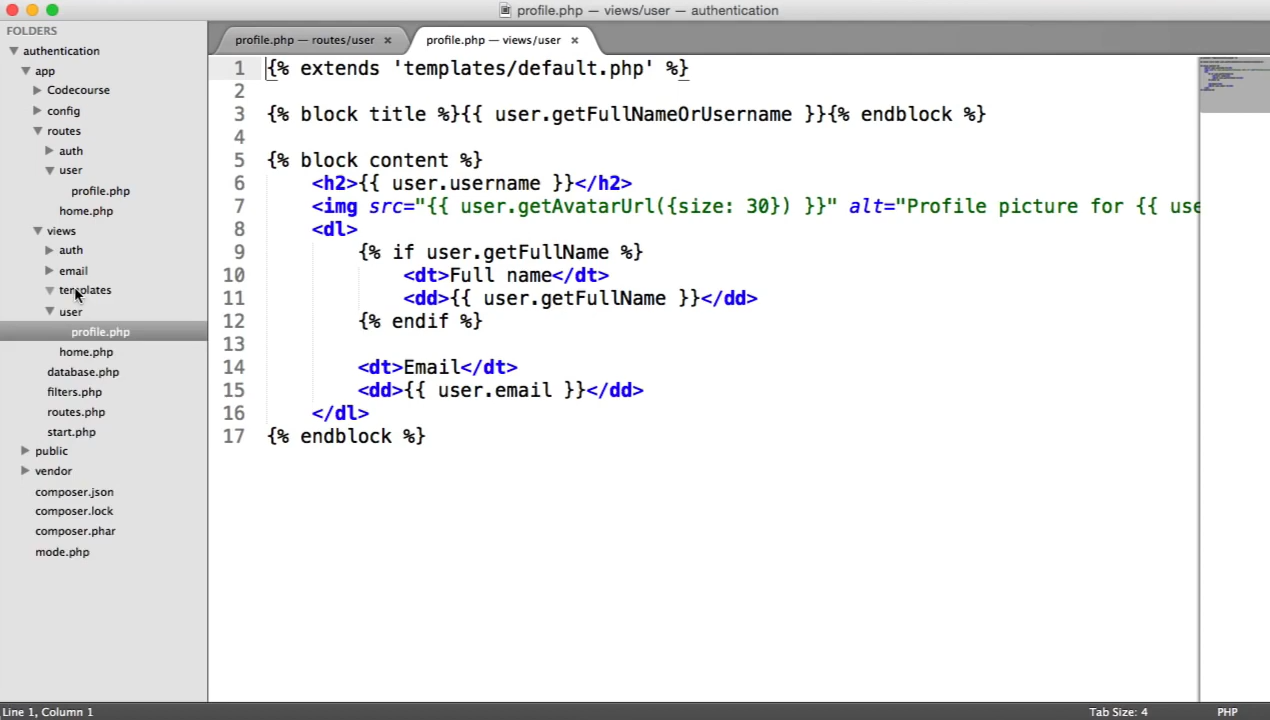 profile.php — views/user — authentication
FOLDERS
authentication
app
Codecourse
config
routes
auth
user
profile.php
home.php
views
auth
email
templates
user
profile.php
home.php
database.php
filters.php
routes.php
start.php
public
vendor
composer.json
composer.lock
composer.phar
mode.php
profile.php — routes/user ×
profile.php — views/user ×
1 {% extends 'templates/default.php' %}
2
3 {% block title %}{{ user.getFullNameOrUsername }}{% endblock %}
4
5 {% block content %}
6 <h2>{{ user.username }}</h2>
7 <img src="{{ user.getAvatarUrl({size: 30}) }}" alt="Profile picture for {{ use
8 <dl>
9 {% if user.getFullName %}
10 <dt>Full name</dt>
11 <dd>{{ user.getFullName }}</dd>
12 {% endif %}
13
14 <dt>Email</dt>
15 <dd>{{ user.email }}</dd>
16 </dl>
17 {% endblock %}
Line 1, Column 1
Tab Size: 4
PHP